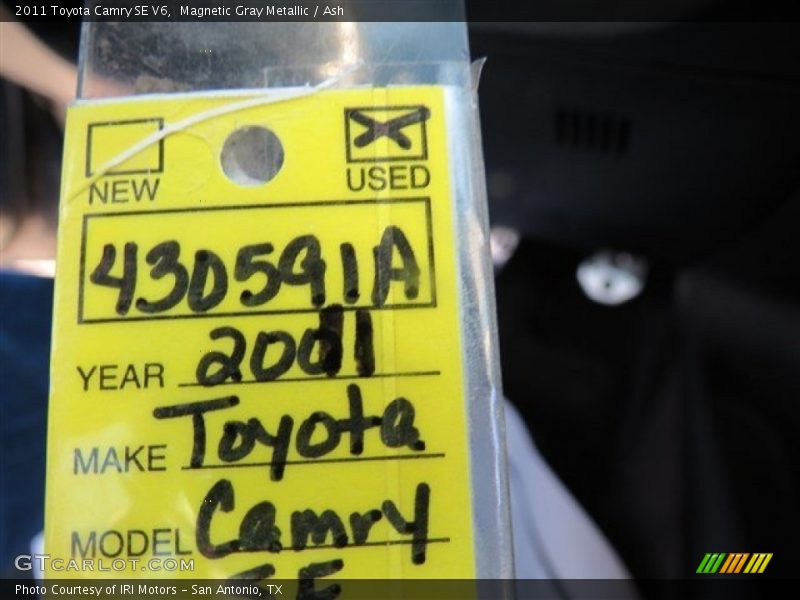 2011 Toyota Camry SE V6,  Magnetic Gray Metallic / Ash
NEW USED
430591A
YEAR 2011
MAKE Toyota
MODEL Camry
SE
GTCARLOT.COM
Photo Courtesy of IRI Motors - San Antonio, TX